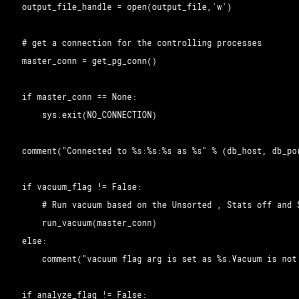 output_file_handle = open(output_file,'w')
# get a connection for the controlling processes
master_conn = get_pg_conn()
if master_conn == None:
sys.exit(NO_CONNECTION)
comment("Connected to %s:%s:%s as %s" % (db_host, db_por
if vacuum_flag != False:
# Run vacuum based on the Unsorted , Stats off and S
run_vacuum(master_conn)
else:
comment("vacuum flag arg is set as %s.Vacuum is not
if analyze_flag != False: